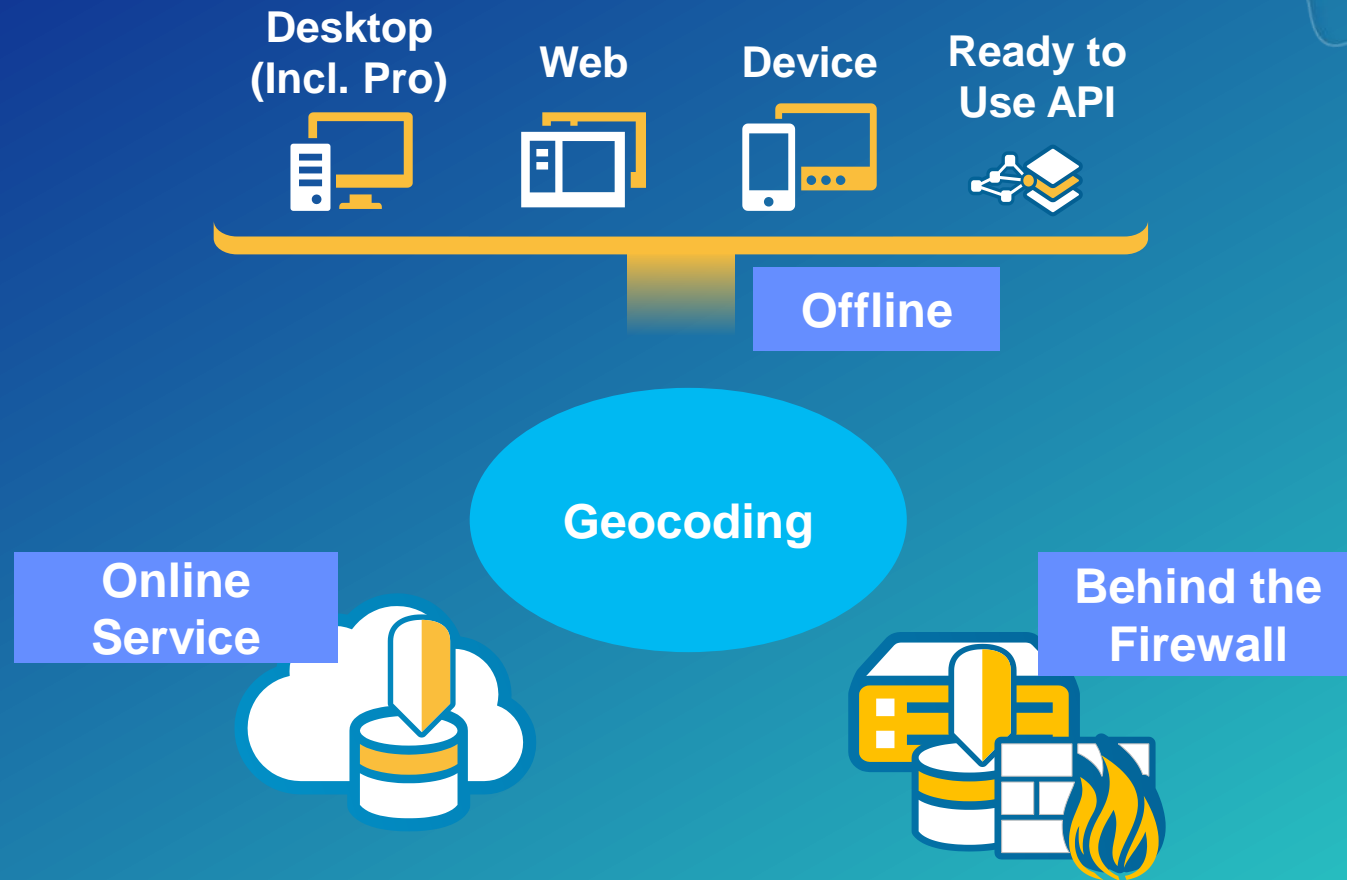 Desktop
(Incl. Pro)
Web
Device
Ready to
Use API
Offline
Geocoding
Online
Service
Behind the
Firewall